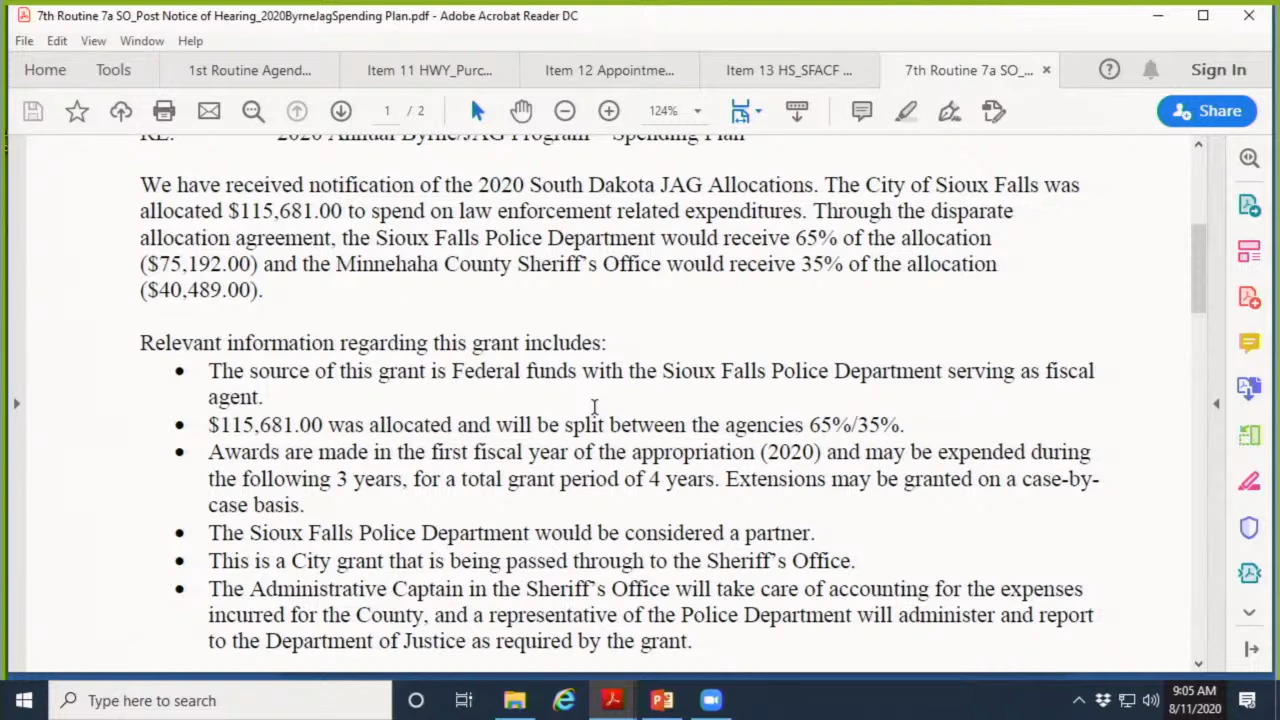 7th Routine 7a SO_Post Notice of Hearing_2020ByrneJagSpending Plan.pdf - Adobe Acrobat Reader DC
File Edit View Window Help
Home Tools 1st Routine Agend... Item 11 HWY_Purc... Item 12 Appointme... Item 13 HS_SFACF ... 7th Routine 7a SO_... × Sign In
1 / 2 124% Share
RE: 2020 Annual Byrne/JAG Program – Spending Plan
We have received notification of the 2020 South Dakota JAG Allocations. The City of Sioux Falls was
allocated $115,681.00 to spend on law enforcement related expenditures. Through the disparate
allocation agreement, the Sioux Falls Police Department would receive 65% of the allocation
($75,192.00) and the Minnehaha County Sheriff's Office would receive 35% of the allocation
($40,489.00).
Relevant information regarding this grant includes:
• The source of this grant is Federal funds with the Sioux Falls Police Department serving as fiscal
agent.
• $115,681.00 was allocated and will be split between the agencies 65%/35%.
• Awards are made in the first fiscal year of the appropriation (2020) and may be expended during
the following 3 years, for a total grant period of 4 years. Extensions may be granted on a case-by-
case basis.
• The Sioux Falls Police Department would be considered a partner.
• This is a City grant that is being passed through to the Sheriff's Office.
• The Administrative Captain in the Sheriff's Office will take care of accounting for the expenses
incurred for the County, and a representative of the Police Department will administer and report
to the Department of Justice as required by the grant.
Type here to search
9:05 AM
8/11/2020